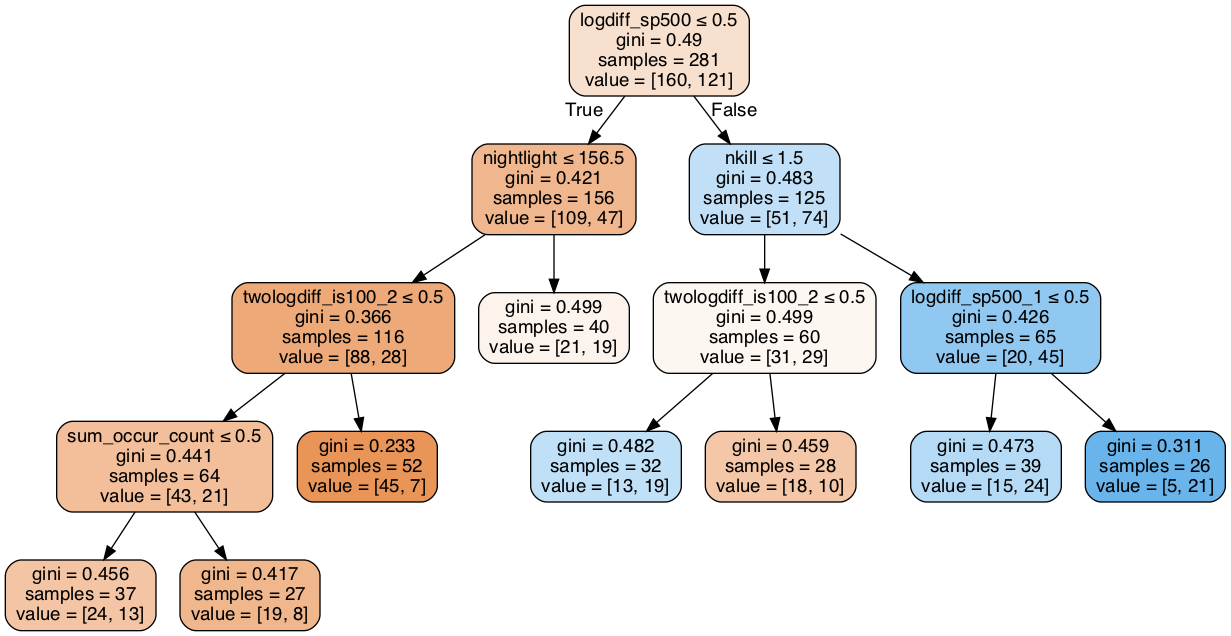 logdiff_sp500 ≤ 0.5
gini = 0.49
samples = 281
value = [160, 121]
True
False
nightlight ≤ 156.5
gini = 0.421
samples = 156
value = [109, 47]
nkill ≤ 1.5
gini = 0.483
samples = 125
value = [51, 74]
twologdiff_is100_2 ≤ 0.5
gini = 0.366
samples = 116
value = [88, 28]
gini = 0.499
samples = 40
value = [21, 19]
twologdiff_is100_2 ≤ 0.5
gini = 0.499
samples = 60
value = [31, 29]
logdiff_sp500_1 ≤ 0.5
gini = 0.426
samples = 65
value = [20, 45]
sum_occur_count ≤ 0.5
gini = 0.441
samples = 64
value = [43, 21]
gini = 0.233
samples = 52
value = [45, 7]
gini = 0.482
samples = 32
value = [13, 19]
gini = 0.459
samples = 28
value = [18, 10]
gini = 0.473
samples = 39
value = [15, 24]
gini = 0.311
samples = 26
value = [5, 21]
gini = 0.456
samples = 37
value = [24, 13]
gini = 0.417
samples = 27
value = [19, 8]